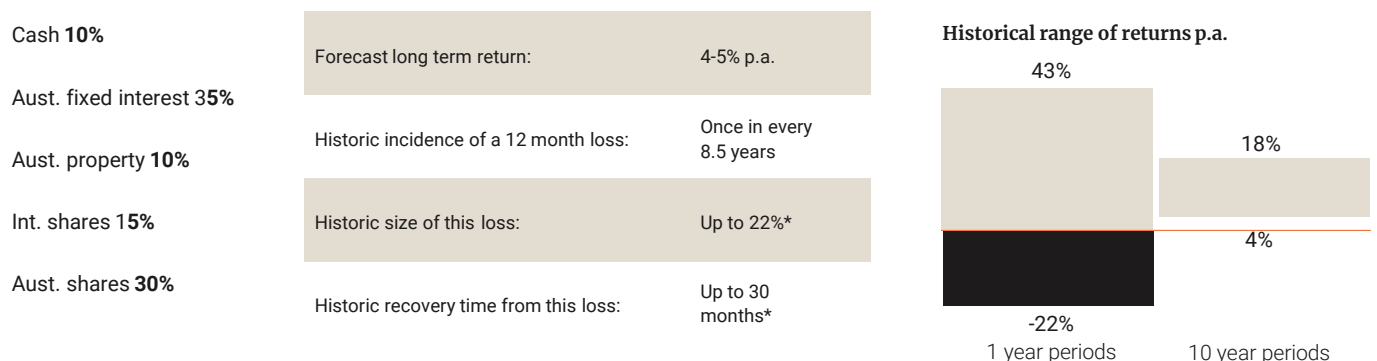 Cash 10%
Aust. fixed interest 35%
Aust. property 10%
Int. shares 15%
Aust. shares 30%
Forecast long term return: 4-5% p.a.
Historic incidence of a 12 month loss: Once in every
8.5 years
Historic size of this loss: Up to 22%*
Historic recovery time from this loss: Up to 30
months*
Historical range of returns p.a.
43%
18%
4%
-22%
1 year periods 10 year periods